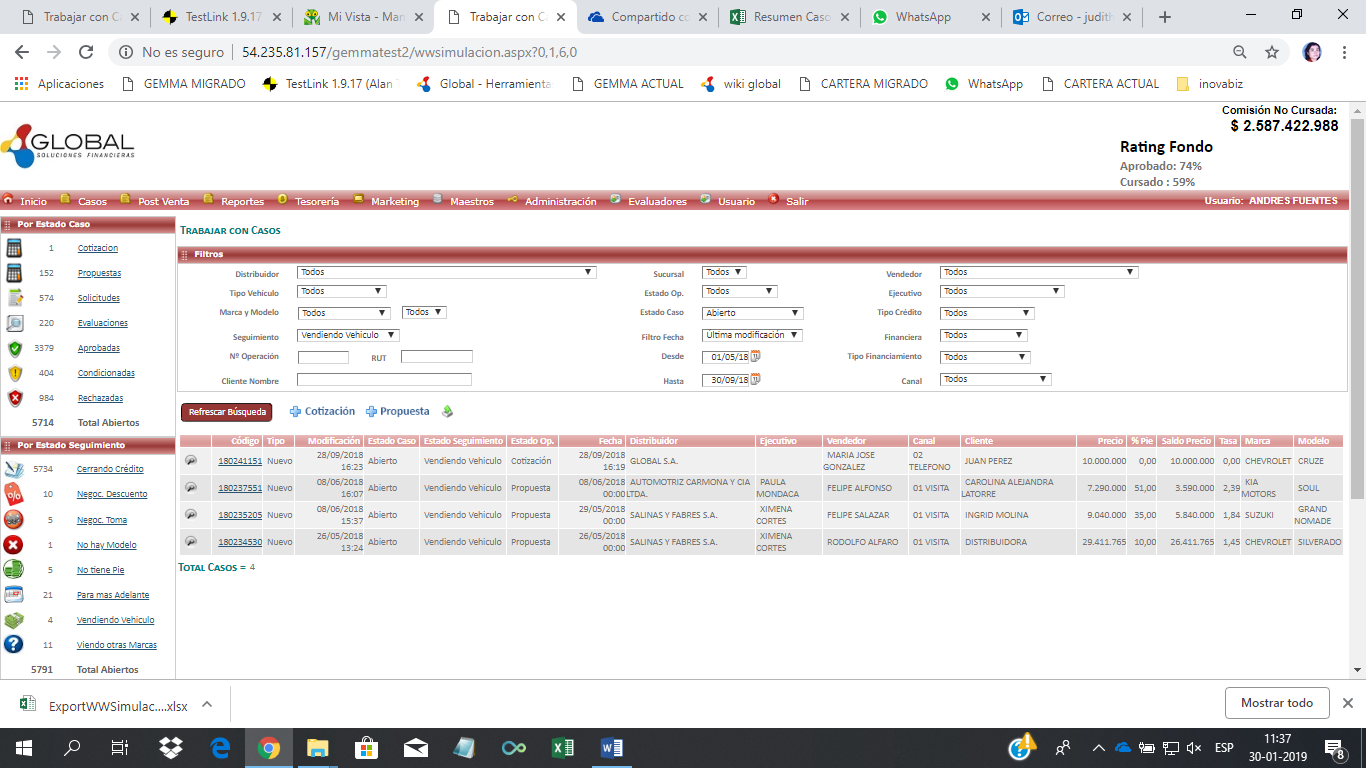 Trabajar con C
TestLink 1.9.17
Mi Vista - Man
Trabajar con C
Compartido co
Resumen Caso
WhatsApp
Correo - judith
No es seguro | 54.235.81.157/gemmatest2/wwsimulacion.aspx?0,1,6,0
Aplicaciones GEMMA MIGRADO TestLink 1.9.17 (Alan Global - Herramienta GEMMA ACTUAL wiki global CARTERA MIGRADO WhatsApp CARTERA ACTUAL inovabiz
Comisión No Cursada:
$ 2.587.422.988
GLOBAL
SOLUCIONES FINANCIERAS
Rating Fondo
Aprobado: 74%
Cursado : 59%
Inicio Casos Post Venta Reportes Tesorería Marketing Maestros Administración Evaluadores Usuario Salir Usuario: ANDRES FUENTES
Por Estado Caso
1 Cotizacion
152 Propuestas
574 Solicitudes
220 Evaluaciones
3379 Aprobadas
404 Condicionadas
984 Rechazadas
5714 Total Abiertos
Por Estado Seguimiento
5734 Cerrando Crédito
10 Negoc. Descuento
5 Negoc. Toma
1 No hay Modelo
5 No tiene Pie
21 Para mas Adelante
4 Vendiendo Vehiculo
11 Viendo otras Marcas
5791 Total Abiertos
TRABAJAR CON CASOS
Filtros
Distribuidor Todos Sucursal Todos Vendedor Todos
Tipo Vehículo Todos Estado Op. Todos Ejecutivo Todos
Marca y Modelo Todos Todos Estado Caso Abierto Tipo Crédito Todos
Seguimiento Vendiendo Vehiculo Filtro Fecha Ultima modificación Financiera Todos
Nº Operación RUT Desde 01/05/18 Tipo Financiamiento Todos
Cliente Nombre Hasta 30/09/18 Canal Todos
Refrescar Búsqueda Cotización Propuesta
Código Tipo Modificación Estado Caso Estado Seguimiento Estado Op. Fecha Distribuidor Ejecutivo Vendedor Canal Cliente Precio % Pie Saldo Precio Tasa Marca Modelo
180241151 Nuevo 28/09/2018 16:23 Abierto Vendiendo Vehiculo Cotización 28/09/2018 16:19 GLOBAL S.A. MARIA JOSE GONZALEZ 02 TELEFONO JUAN PEREZ 10.000.000 0,00 10.000.000 0,00 CHEVROLET CRUZE
180237551 Nuevo 08/06/2018 16:07 Abierto Vendiendo Vehiculo Propuesta 08/06/2018 00:00 AUTOMOTRIZ CARMONA Y CIA LTDA. PAULA MONDACA FELIPE ALFONSO 01 VISITA CAROLINA ALEJANDRA LATORRE 7.290.000 51,00 3.590.000 2,39 KIA MOTORS SOUL
180235205 Nuevo 08/06/2018 15:37 Abierto Vendiendo Vehiculo Propuesta 29/05/2018 00:00 SALINAS Y FABRES S.A. XIMENA CORTES FELIPE SALAZAR 01 VISITA INGRID MOLINA 9.040.000 35,00 5.840.000 1,84 SUZUKI GRAND NOMADE
180234530 Nuevo 26/05/2018 13:24 Abierto Vendiendo Vehiculo Propuesta 26/05/2018 00:00 SALINAS Y FABRES S.A. XIMENA CORTES RODOLFO ALFARO 01 VISITA DISTRIBUIDORA 29.411.765 10,00 26.411.765 1,45 CHEVROLET SILVERADO
TOTAL CASOS = 4
ExportWWSimulac....xlsx
Mostrar todo
ESP
11:37
30-01-2019
8